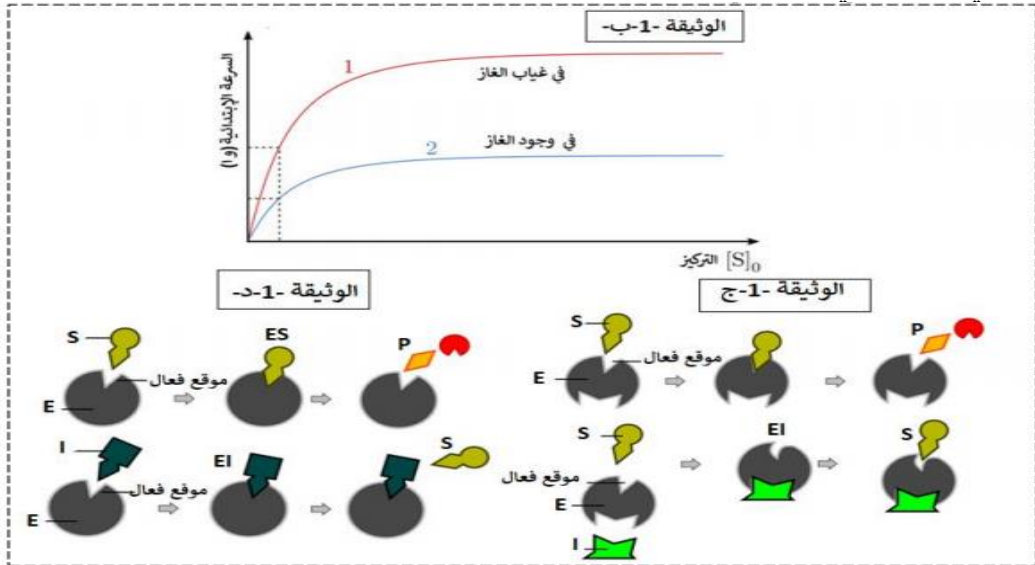 الوثيقة -1-ب-
السرعة الإبتدائية(و ا)
1
في غياب الغاز
2
في وجود الغاز
التركيز [S]₀
الوثيقة -1-ج
S
E
موقع فعال
P
S
موقع فعال
E
I
EI
S
الوثيقة -1-د-
S
E
موقع فعال
ES
P
I
E
موقع فعال
EI
S